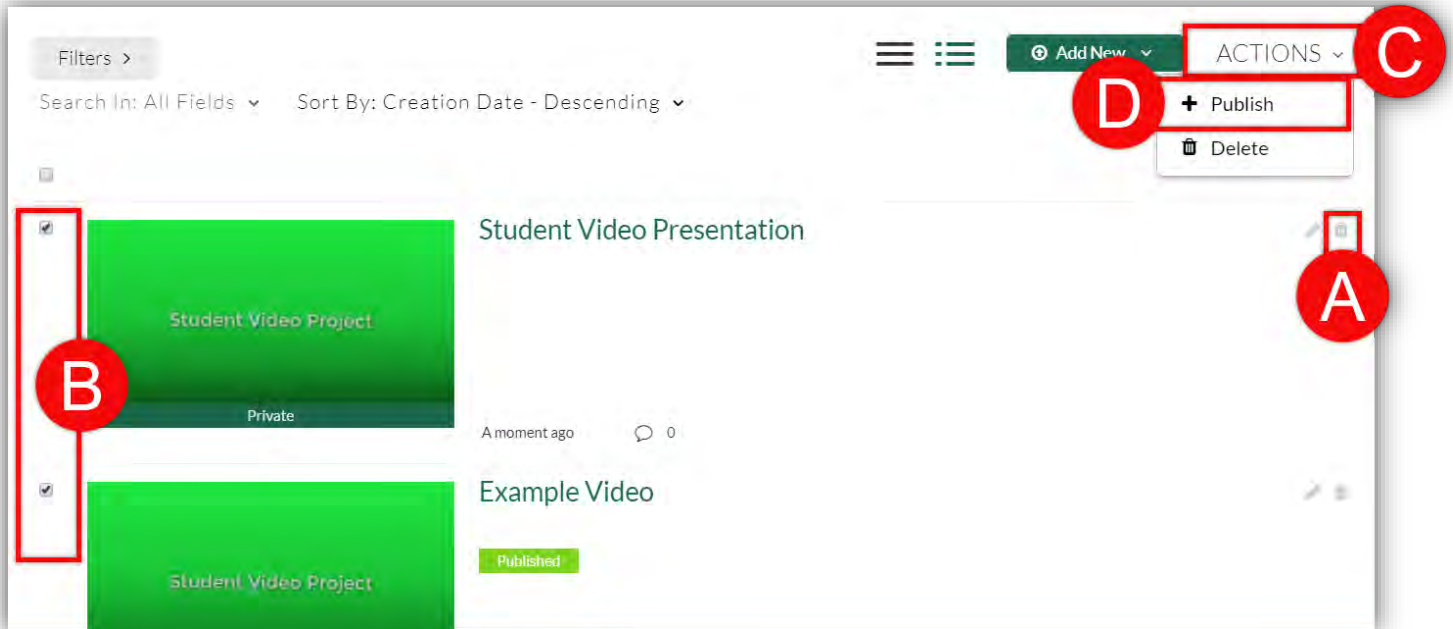 Filters >
Add New
ACTIONS
C
Search In: All Fields
Sort By: Creation Date - Descending
D
+ Publish
Delete
Student Video Presentation
A
Student Video Project
B
Private
A moment ago
0
Example Video
Published
Student Video Project